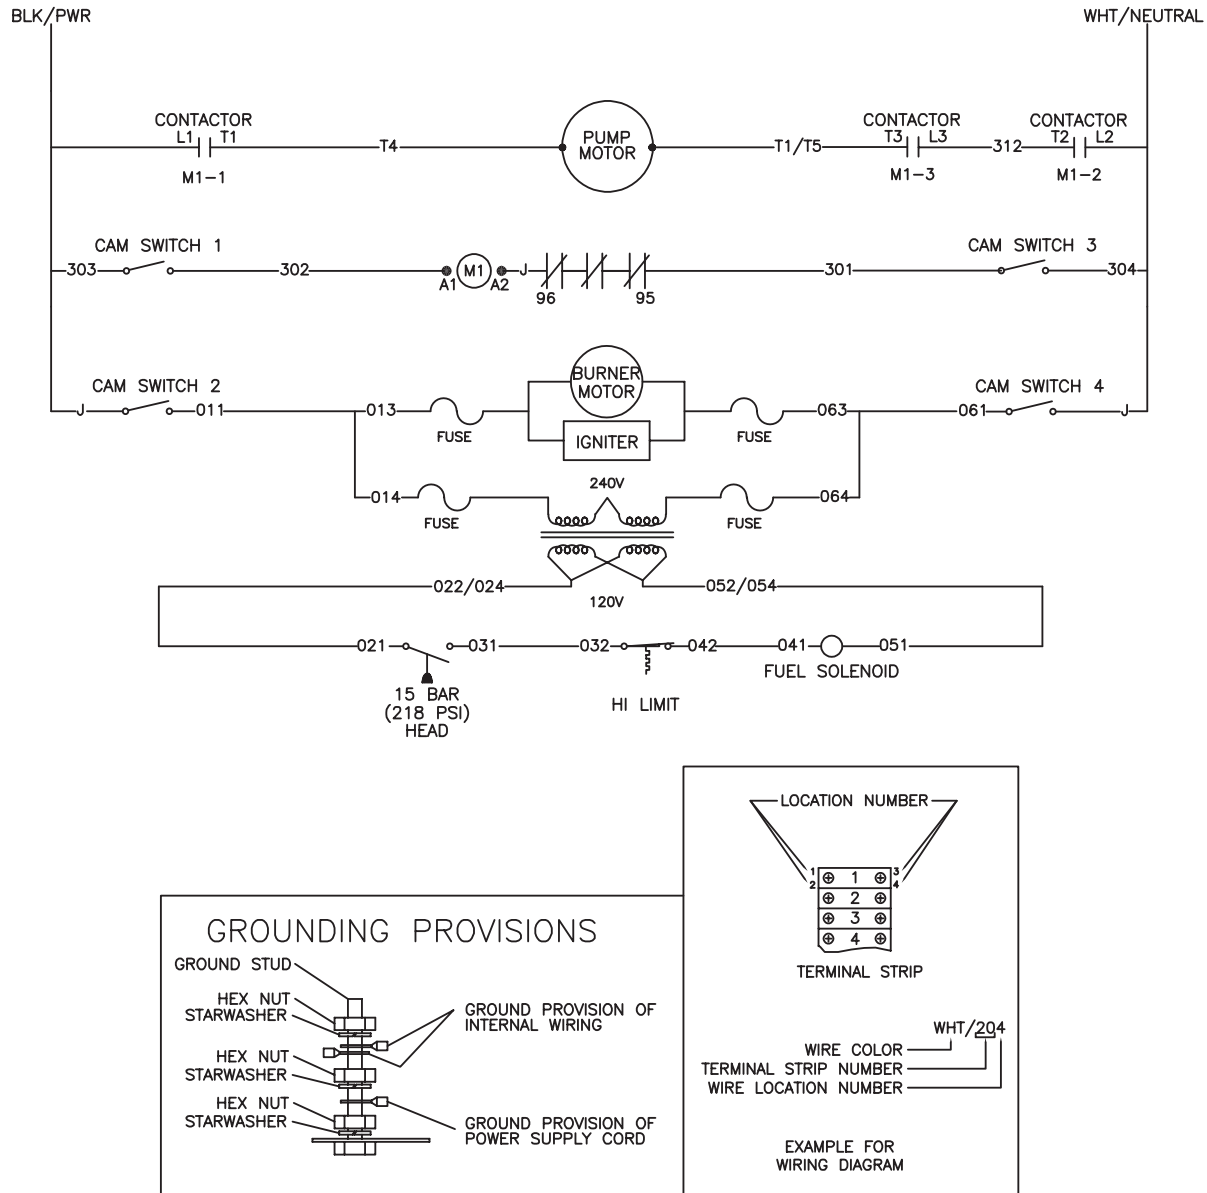 BLK/PWR
WHT/NEUTRAL
CONTACTOR
L1 T1
M1-1
T4
PUMP
MOTOR
T1/T5
CONTACTOR
T3 L3
M1-3
312
CONTACTOR
T2 L2
M1-2
CAM SWITCH 1
303
302
A1
M1
A2
J
96
95
301
CAM SWITCH 3
304
CAM SWITCH 2
J
011
013
FUSE
BURNER
MOTOR
IGNITER
FUSE
063
061
CAM SWITCH 4
J
014
FUSE
240V
FUSE
064
022/024
120V
052/054
021
031
15 BAR
(218 PSI)
HEAD
032
042
HI LIMIT
041
051
FUEL SOLENOID
GROUNDING PROVISIONS
GROUND STUD
HEX NUT
STARWASHER
HEX NUT
STARWASHER
HEX NUT
STARWASHER
GROUND PROVISION OF
INTERNAL WIRING
GROUND PROVISION OF
POWER SUPPLY CORD
LOCATION NUMBER
1 1 3
2 4
2
3
4
TERMINAL STRIP
WHT/204
WIRE COLOR
TERMINAL STRIP NUMBER
WIRE LOCATION NUMBER
EXAMPLE FOR
WIRING DIAGRAM